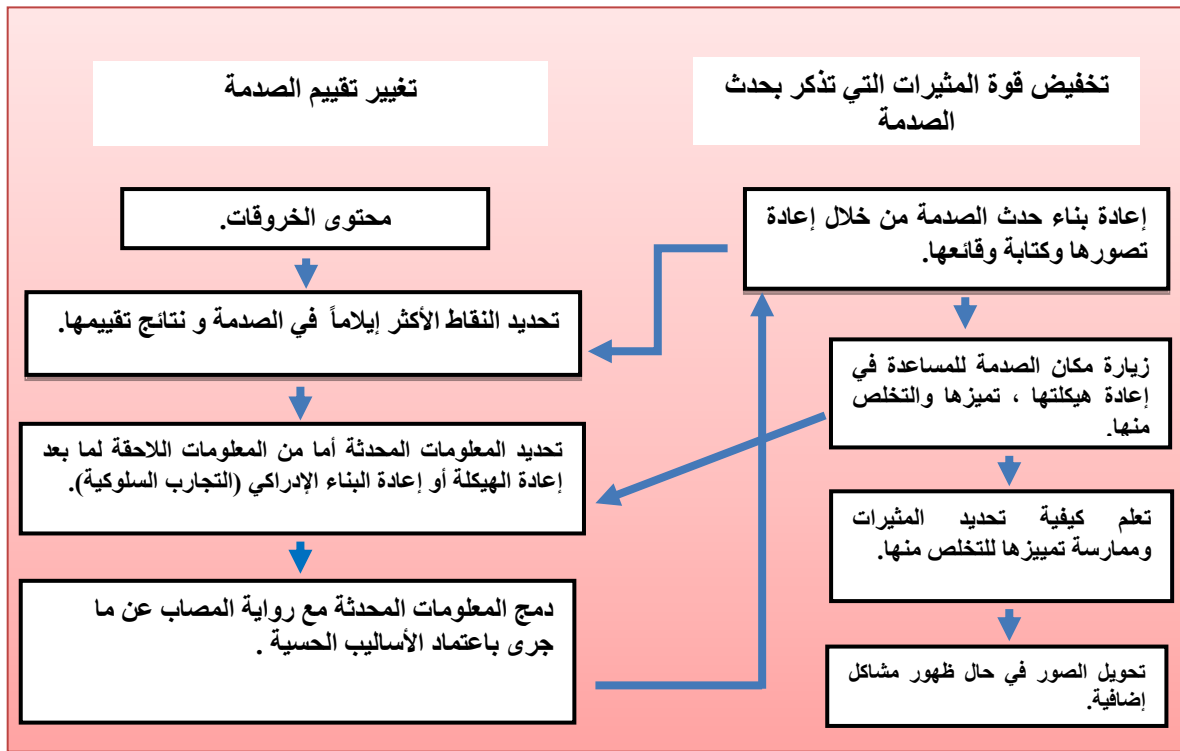 تخفيض قوة المثيرات التي تذكر بحدث
الصدمة
إعادة بناء حدث الصدمة من خلال إعادة
تصورها وكتابة وقائعها.
زيارة مكان الصدمة للمساعدة في
إعادة هيكلتها ، تميزها والتخلص
منها.
تعلم كيفية تحديد المثيرات
وممارسة تمييزها للتخلص منها.
تحويل الصور في حال ظهور مشاكل
إضافية.
تغيير تقييم الصدمة
محتوى الخروقات.
تحديد النقاط الأكثر إيلاماً في الصدمة و نتائج تقييمها.
تحديد المعلومات المحدثة أما من المعلومات اللاحقة لما بعد
إعادة الهيكلة أو إعادة البناء الإدراكي (التجارب السلوكية).
دمج المعلومات المحدثة مع رواية المصاب عن ما
جرى باعتماد الأساليب الحسية .